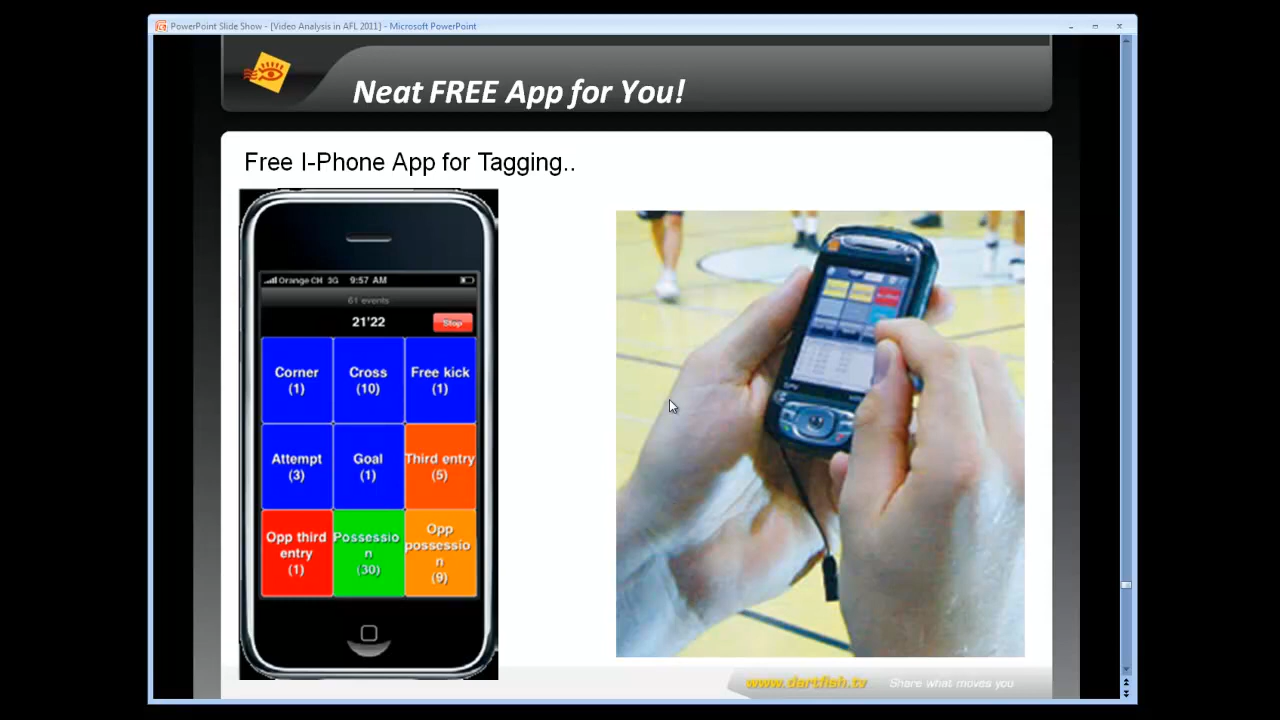 PowerPoint Slide Show - [Video Analysis in AFL 2011] - Microsoft PowerPoint
Neat FREE App for You!
Free I-Phone App for Tagging..
Orange CH 3G 9:57 AM
61 events
21'22 Stop
Corner
(1)
Cross
(10)
Free kick
(1)
Attempt
(3)
Goal
(1)
Third entry
(5)
Opp third
entry
(1)
Possessio
n
(30)
Opp
possessio
n
(9)
www.dartfish.tv Share what moves you